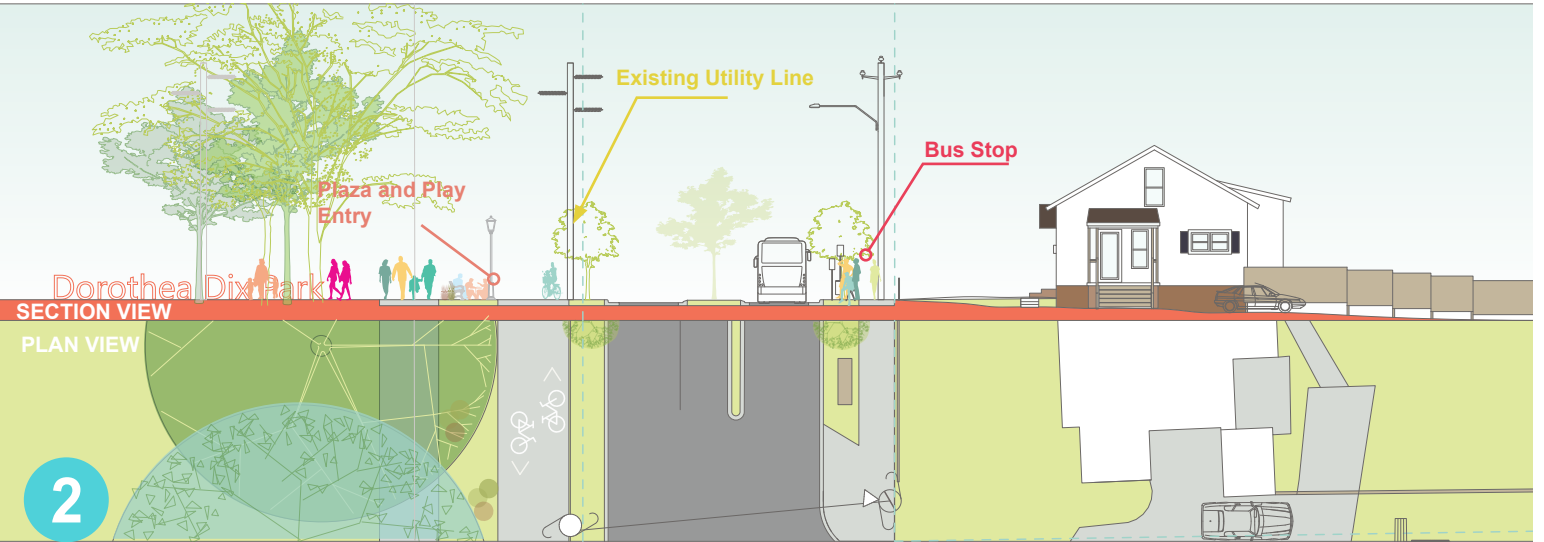 Existing Utility Line
Bus Stop
Plaza and Play
Entry
Dorothea Dix Park
SECTION VIEW
PLAN VIEW
2